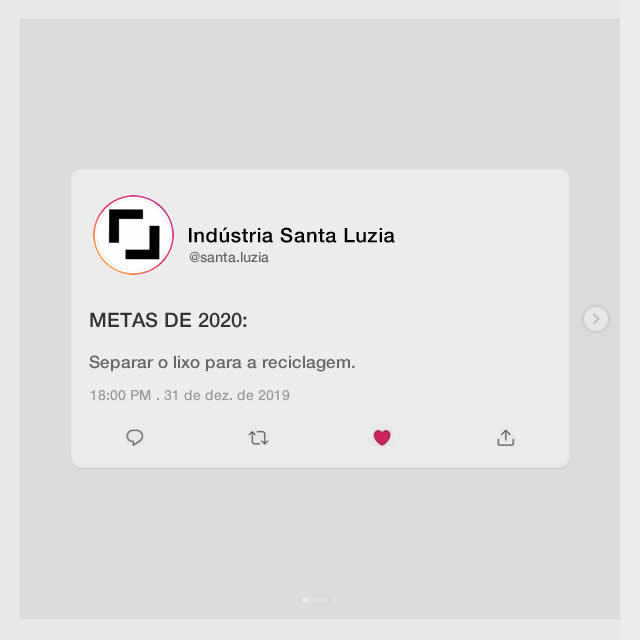 Indústria Santa Luzia
@santa.luzia
METAS DE 2020:
Separar o lixo para a reciclagem.
18:00 PM . 31 de dez. de 2019